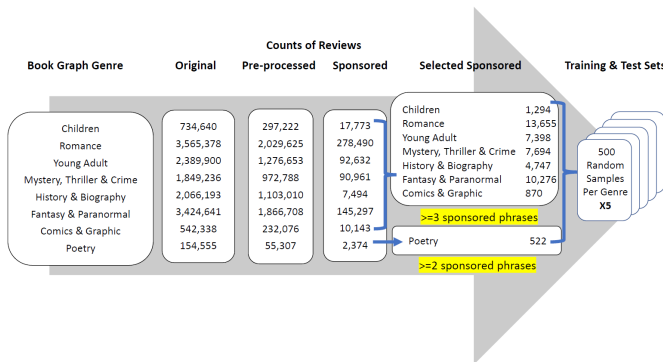 Counts of Reviews
Book Graph Genre Original Pre-processed Sponsored Selected Sponsored Training & Test Sets
Children 734,640 297,222 17,773
Romance 3,565,378 2,029,625 278,490
Young Adult 2,389,900 1,276,653 92,632
Mystery, Thriller & Crime 1,849,236 972,788 90,961
History & Biography 2,066,193 1,103,010 7,494
Fantasy & Paranormal 3,424,641 1,866,708 145,297
Comics & Graphic 542,338 232,076 10,143
Poetry 154,555 55,307 2,374
Children 1,294
Romance 13,655
Young Adult 7,398
Mystery, Thriller & Crime 7,694
History & Biography 4,747
Fantasy & Paranormal 10,276
Comics & Graphic 870
>=3 sponsored phrases
Poetry 522
>=2 sponsored phrases
500
Random
Samples
Per Genre
X5